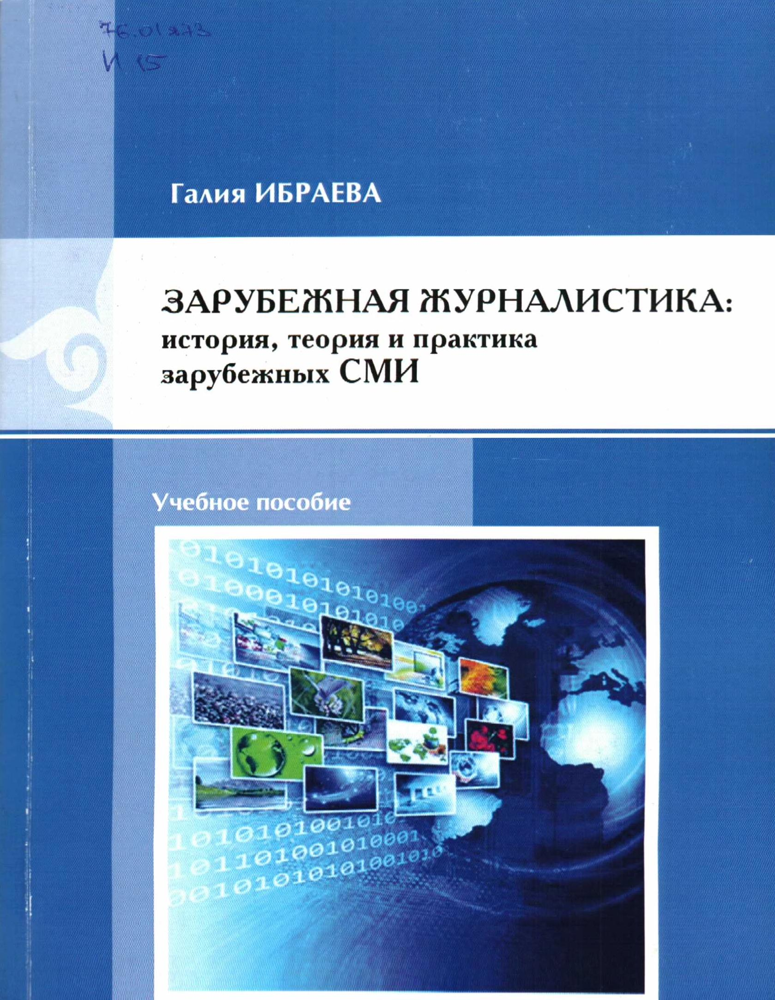 76.01я73
И 15
Галия ИБРАЕВА
ЗАРУБЕЖНАЯ ЖУРНАЛИСТИКА:
история, теория и практика
зарубежных СМИ
Учебное пособие